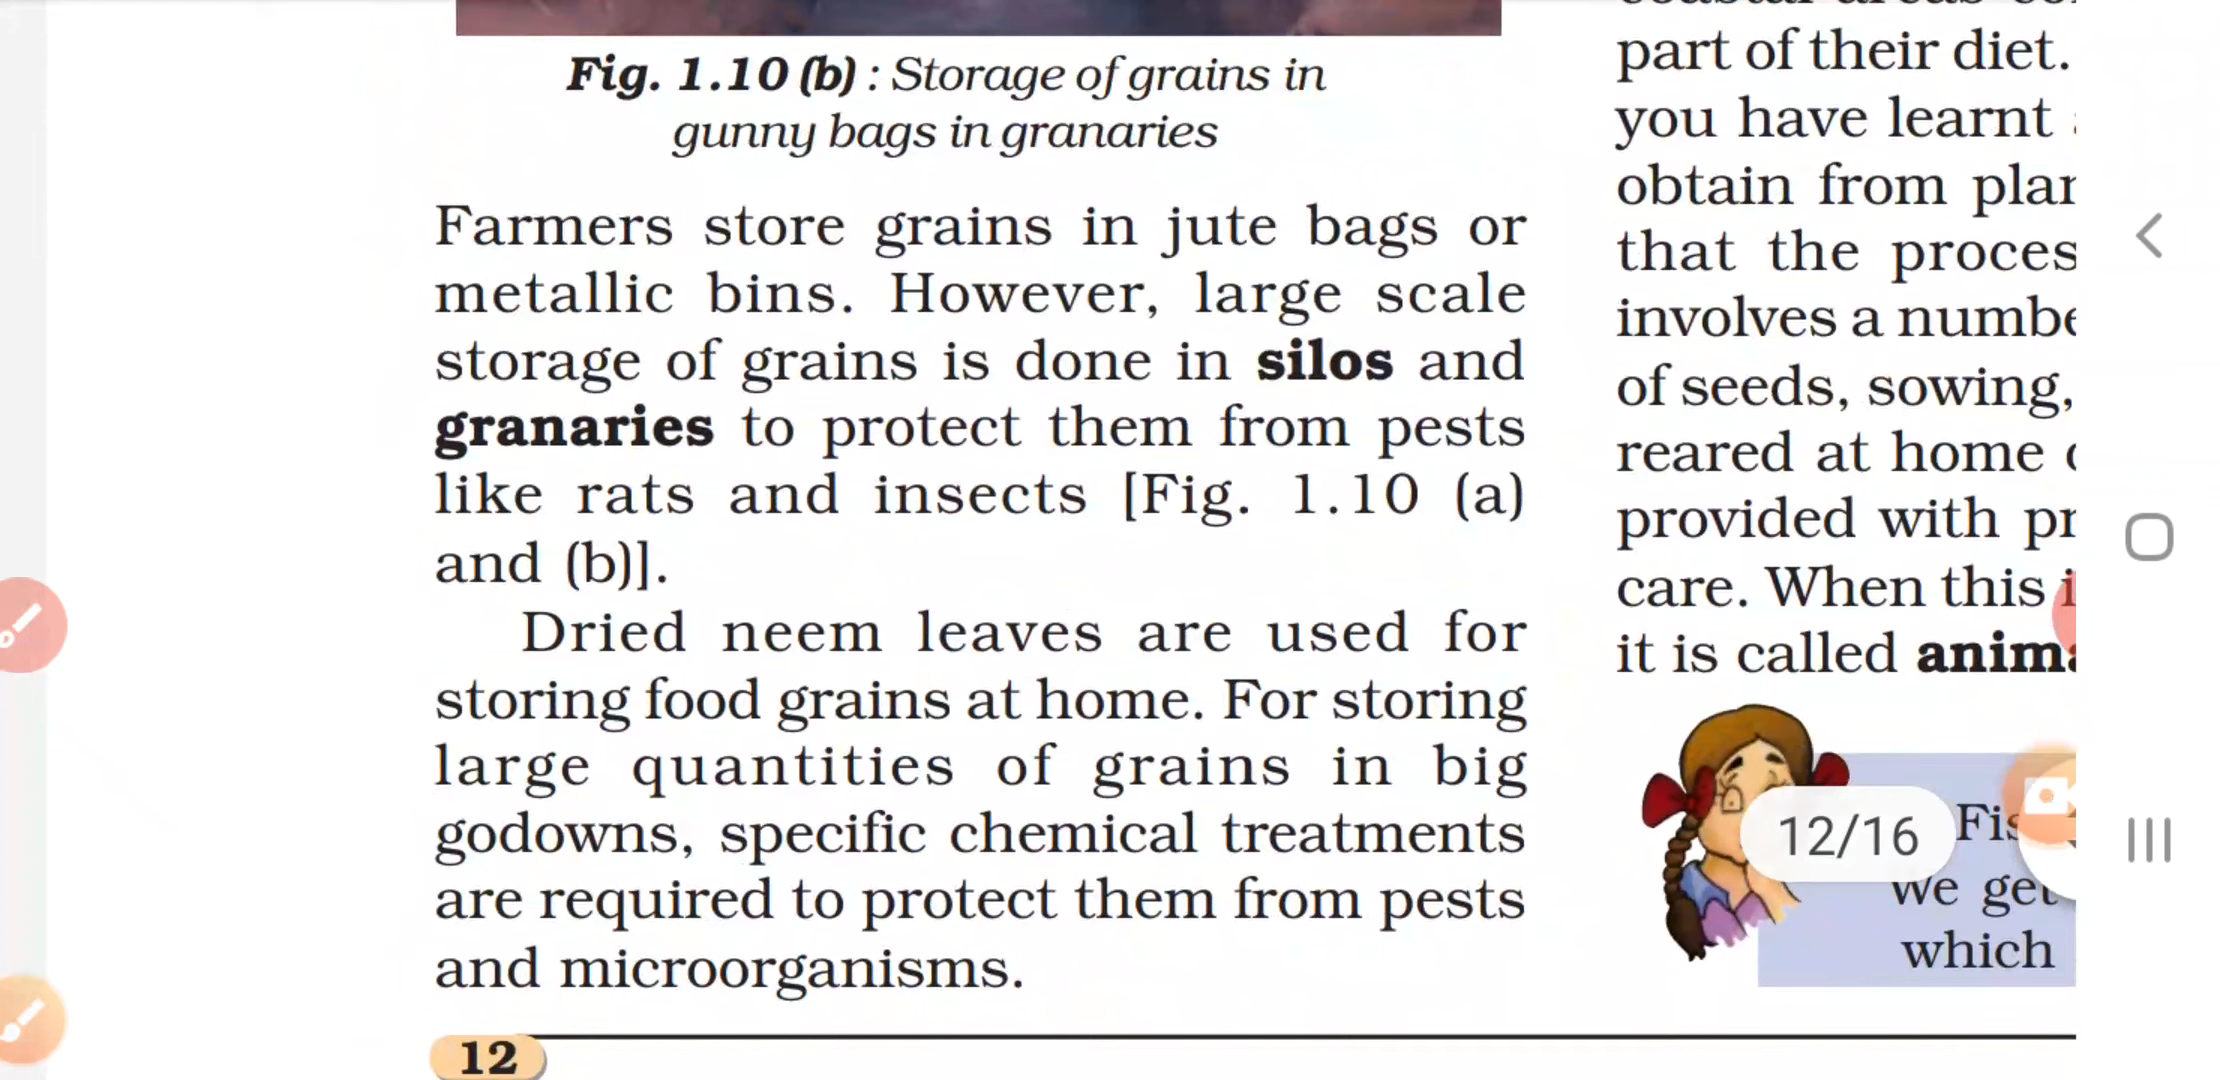 Fig. 1.10 (b) : Storage of grains in
gunny bags in granaries
Farmers store grains in jute bags or
metallic bins. However, large scale
storage of grains is done in silos and
granaries to protect them from pests
like rats and insects [Fig. 1.10 (a)
and (b)].
Dried neem leaves are used for
storing food grains at home. For storing
large quantities of grains in big
godowns, specific chemical treatments
are required to protect them from pests
and microorganisms.
12
part of their diet.
you have learnt
obtain from
that the
involves a
of seeds, sowing,
reared at home
provided with
care. When this
it is called
12/16
we get
which